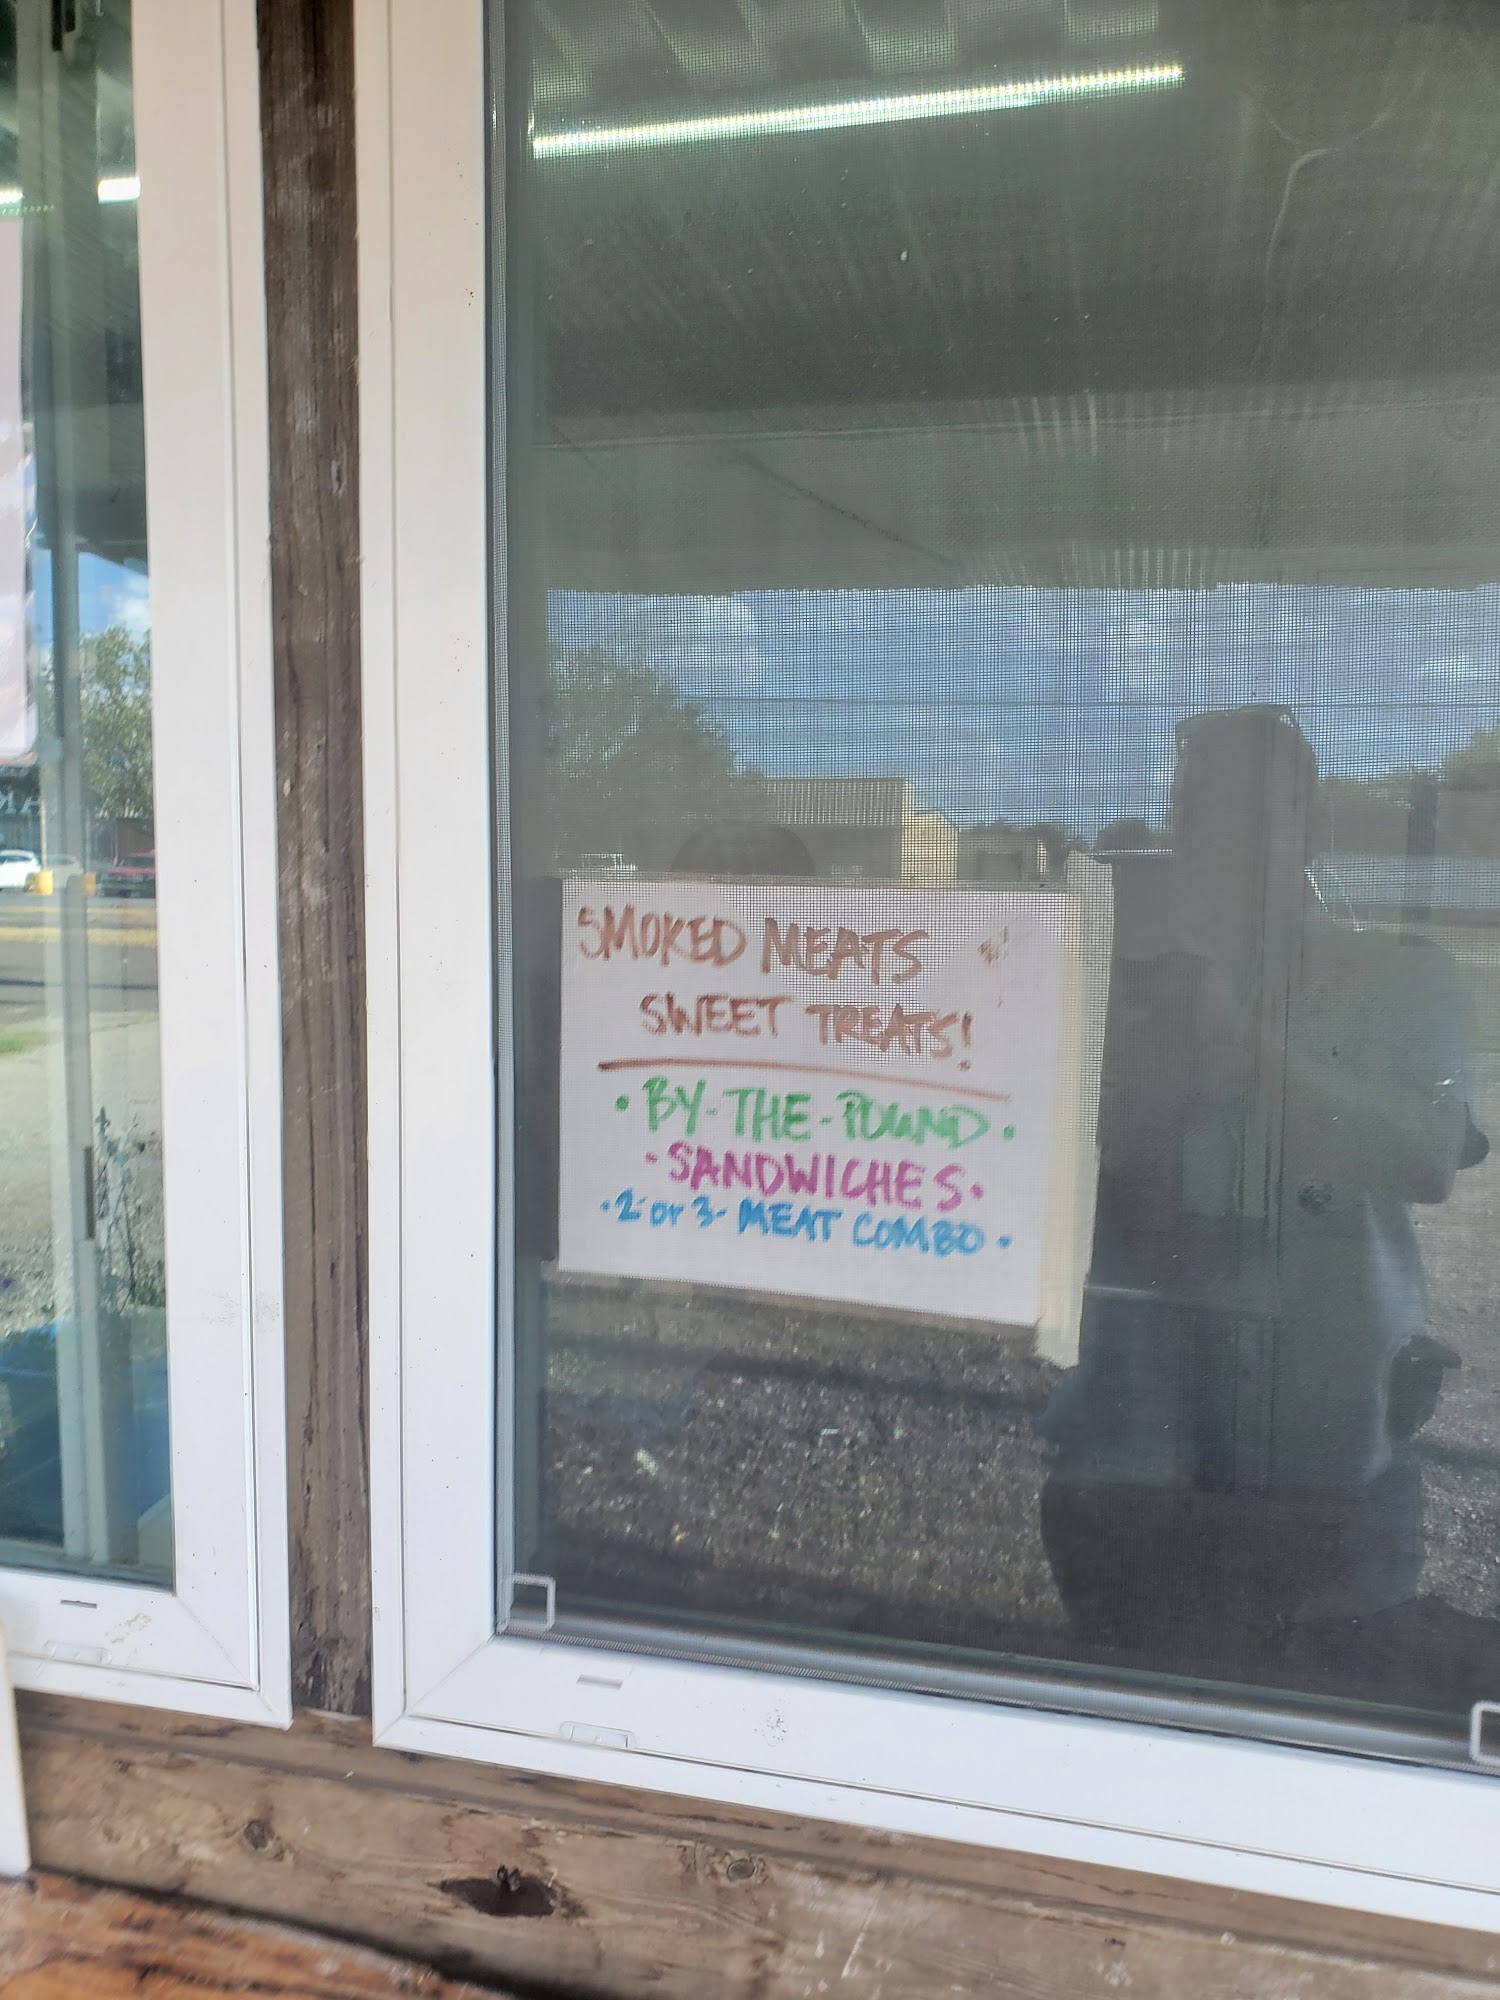 SMOKED MEATS
SWEET TREATS!
• BY-THE-POUND •
• SANDWICHES •
• 2 or 3- MEAT COMBO •